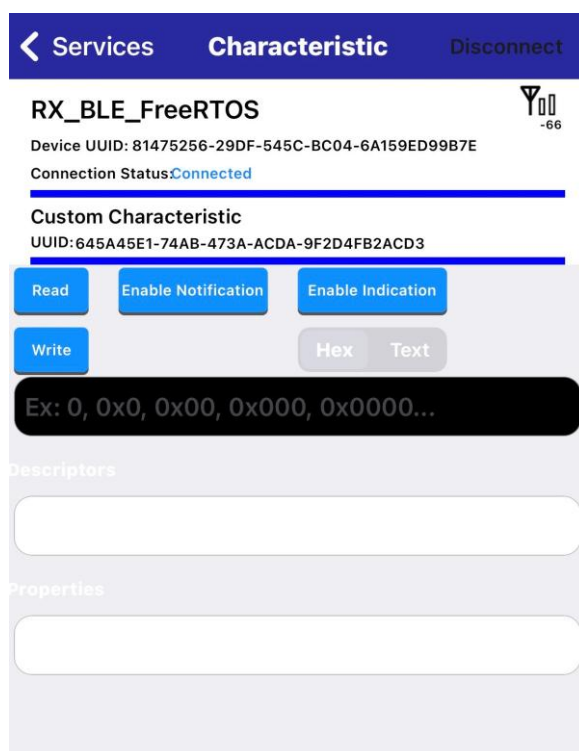 Services Characteristic Disconnect
RX_BLE_FreeRTOS
-66
Device UUID: 81475256-29DF-545C-BC04-6A159ED99B7E
Connection Status:Connected
Custom Characteristic
UUID:645A45E1-74AB-473A-ACDA-9F2D4FB2ACD3
Read Enable Notification Enable Indication
Write Hex Text
Ex: 0, 0x0, 0x00, 0x000, 0x0000...
Descriptors
Properties